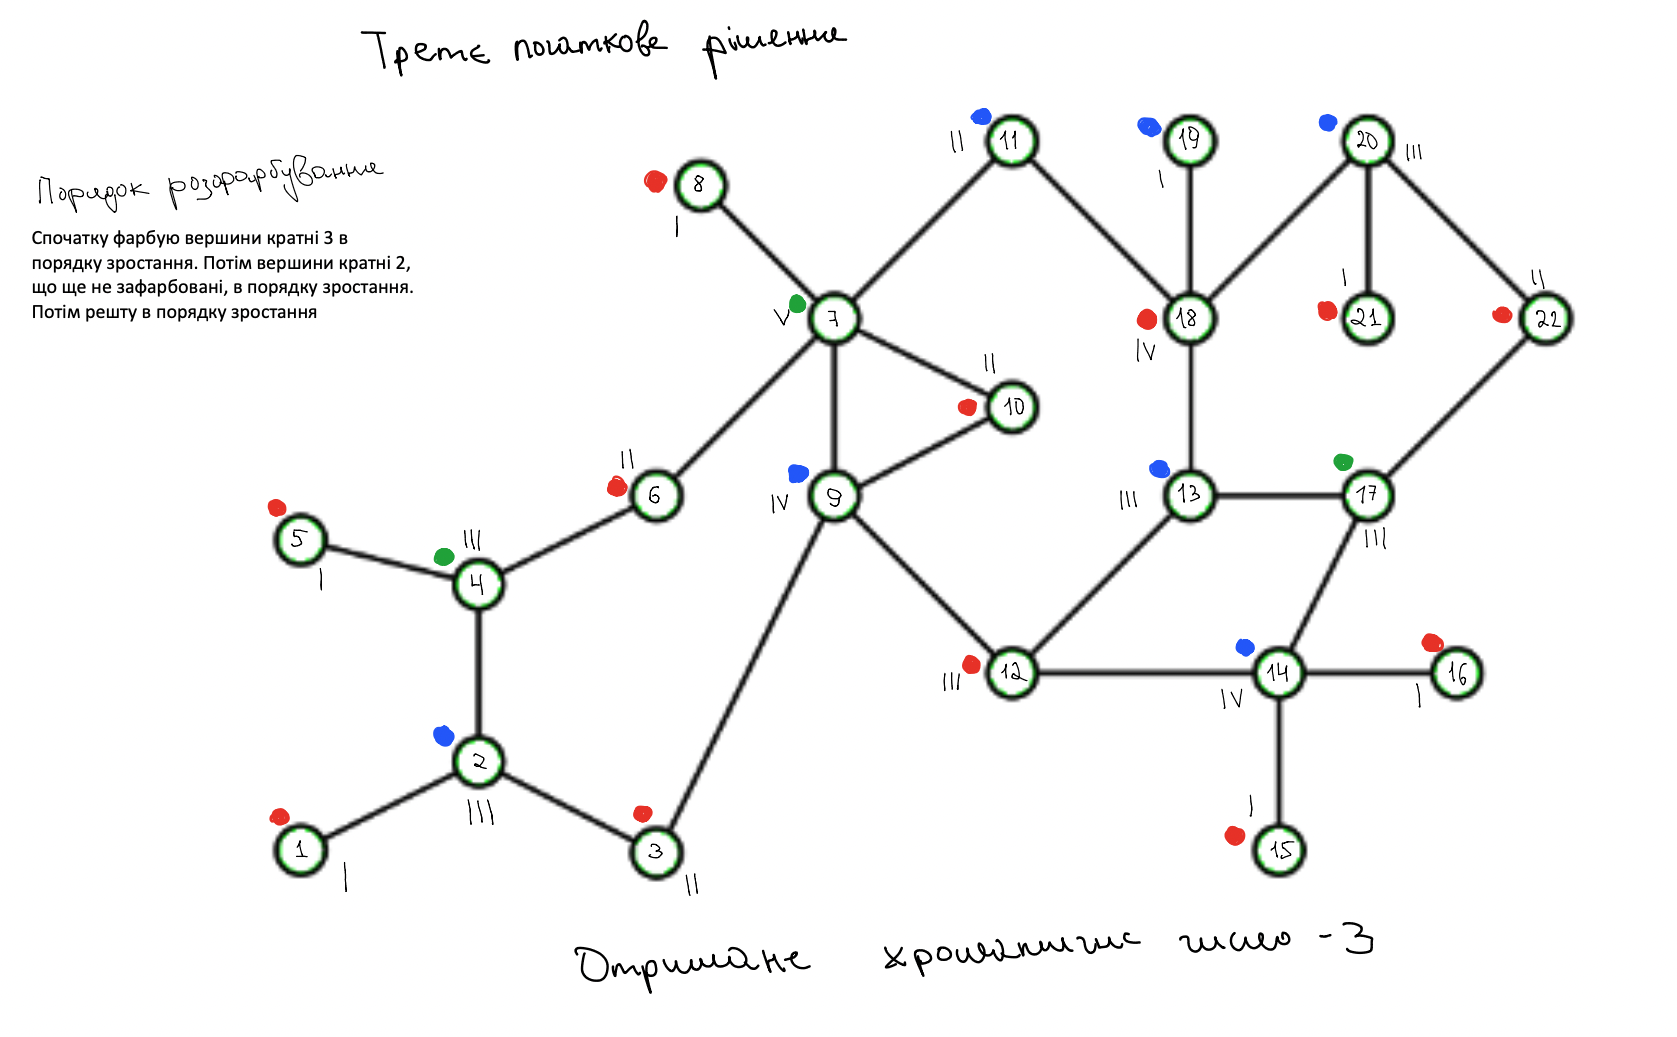 Третє початкове рішення
Порядок розфарбування
Спочатку фарбую вершини кратні 3 в
порядку зростання. Потім вершини кратні 2,
що ще не зафарбовані, в порядку зростання.
Потім решту в порядку зростання
II 11
19 I
20 III
8 I
V 7
18 IV
I 21
II 22
II 10
II 6
IV 9
III 13
17 III
5 I
III 4
III 12
14 IV
16 I
2 III
1 I
3 II
I 15
Отримане хроматичне число - 3